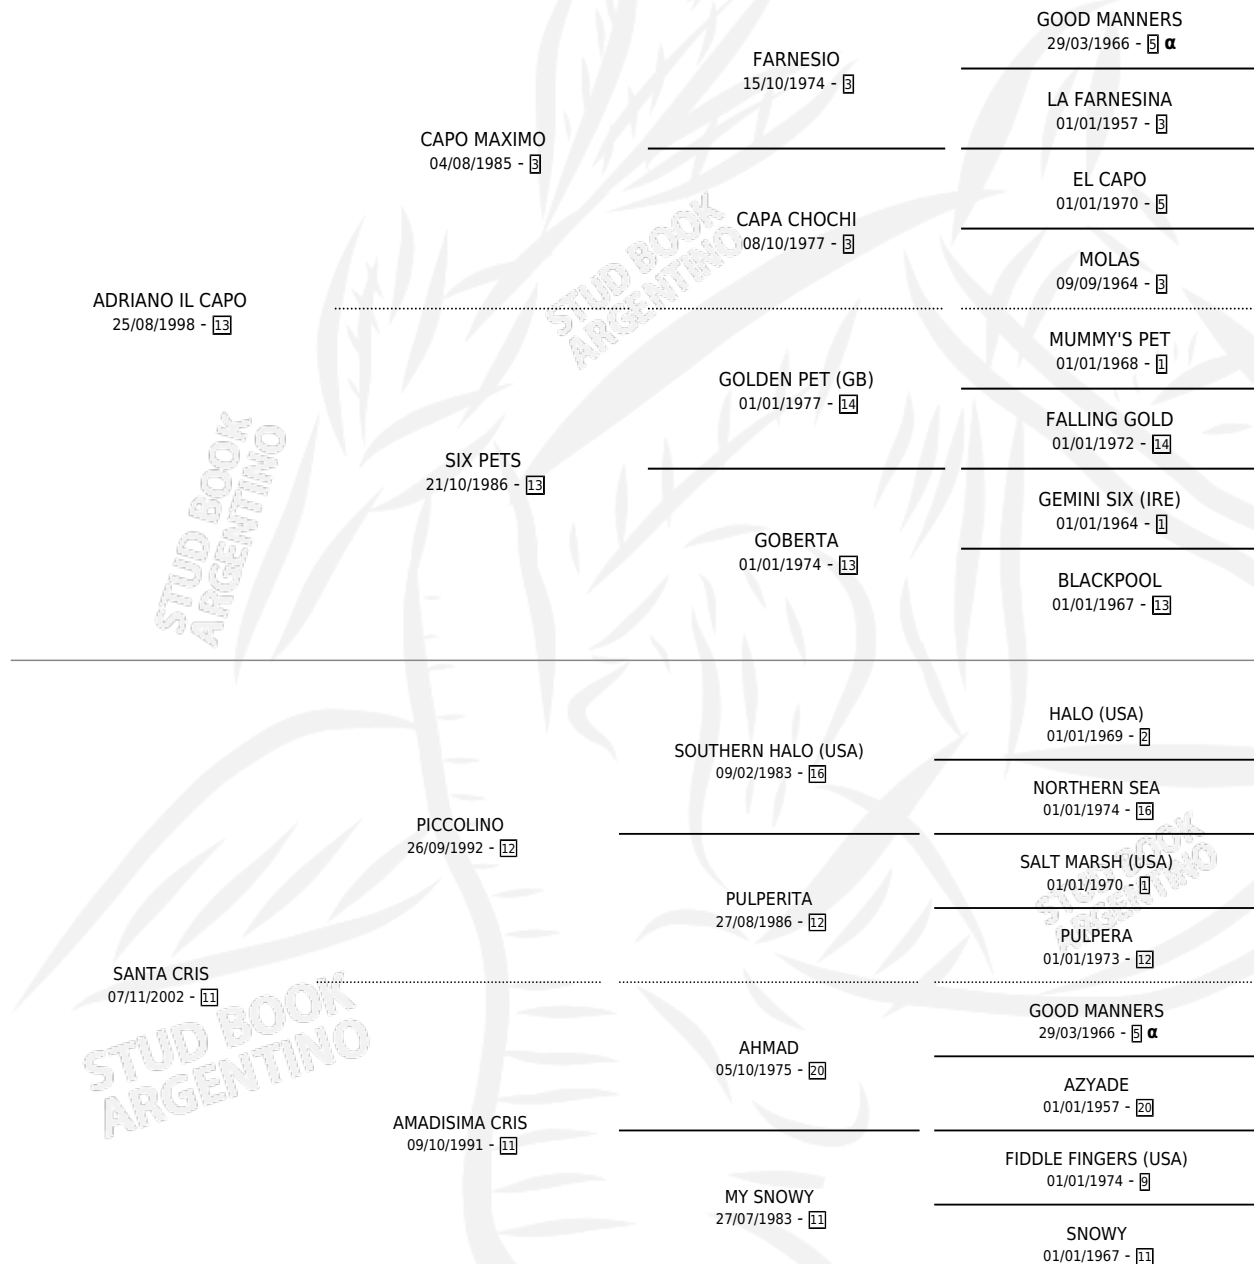 GOOD MANNERS
29/03/1966 - 5 α
FARNESIO
15/10/1974 - 3
LA FARNESINA
01/01/1957 - 3
CAPO MAXIMO
04/08/1985 - 3
EL CAPO
01/01/1970 - 5
CAPA CHOCHI
08/10/1977 - 3
MOLAS
09/09/1964 - 3
ADRIANO IL CAPO
25/08/1998 - 13
MUMMY'S PET
01/01/1968 - 1
GOLDEN PET (GB)
01/01/1977 - 14
FALLING GOLD
01/01/1972 - 14
SIX PETS
21/10/1986 - 13
GEMINI SIX (IRE)
01/01/1964 - 1
GOBERTA
01/01/1974 - 13
BLACKPOOL
01/01/1967 - 13
HALO (USA)
01/01/1969 - 2
SOUTHERN HALO (USA)
09/02/1983 - 16
NORTHERN SEA
01/01/1974 - 16
PICCOLINO
26/09/1992 - 12
SALT MARSH (USA)
01/01/1970 - 1
PULPERITA
27/08/1986 - 12
PULPERA
01/01/1973 - 12
SANTA CRIS
07/11/2002 - 11
GOOD MANNERS
29/03/1966 - 5 α
AHMAD
05/10/1975 - 20
AZYADE
01/01/1957 - 20
AMADISIMA CRIS
09/10/1991 - 11
FIDDLE FINGERS (USA)
01/01/1974 - 9
MY SNOWY
27/07/1983 - 11
SNOWY
01/01/1967 - 11
STUD BOOK
ARGENTINO
STUD BOOK
ARGENTINO
STUD BOOK
ARGENTINO
STUD BOOK
ARGENTINO